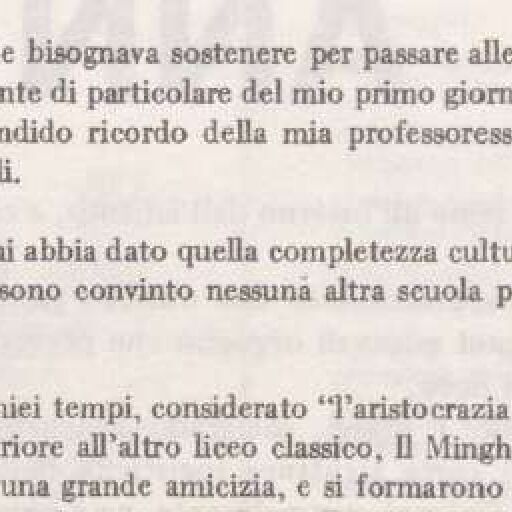 e bisognava sostenere per passare alle
nte di particolare del mio primo giorn
ndido ricordo della mia professoress
li.
ni abbia dato quella completezza cultu
sono convinto nessuna altra scuola p
niei tempi, considerato “l’aristocrazia
riore all’altro liceo classico, Il Mingh
una grande amicizia, e si formarono